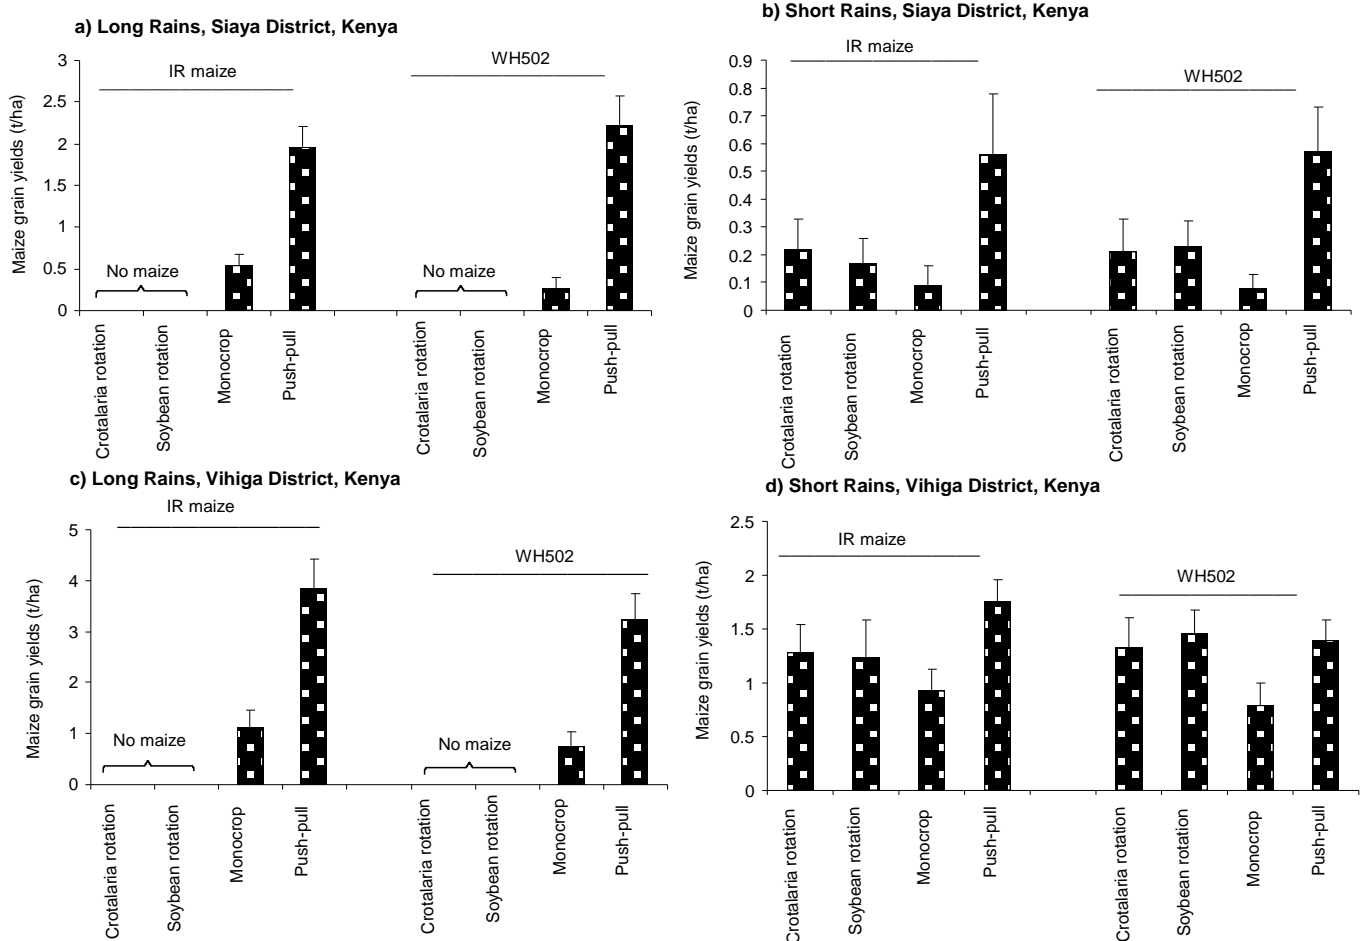 a) Long Rains, Siaya District, Kenya
Maize grain yields (t/ha)
3
2.5
2
1.5
1
0.5
0
IR maize
WH502
No maize
No maize
Crotalaria rotation
Soybean rotation
Monocrop
Push-pull
Crotalaria rotation
Soybean rotation
Monocrop
Push-pull
b) Short Rains, Siaya District, Kenya
Maize grain yields (t/ha)
0.9
0.8
0.7
0.6
0.5
0.4
0.3
0.2
0.1
0
IR maize
WH502
Crotalaria rotation
Soybean rotation
Monocrop
Push-pull
Crotalaria rotation
Soybean rotation
Monocrop
Push-pull
c) Long Rains, Vihiga District, Kenya
Maize grain yields (t/ha)
5
4
3
2
1
0
IR maize
WH502
No maize
No maize
Crotalaria rotation
Soybean rotation
Monocrop
Push-pull
Crotalaria rotation
Soybean rotation
Monocrop
Push-pull
d) Short Rains, Vihiga District, Kenya
Maize grain yields (t/ha)
2.5
2
1.5
1
0.5
0
IR maize
WH502
Crotalaria rotation
Soybean rotation
Monocrop
Push-pull
Crotalaria rotation
Soybean rotation
Monocrop
Push-pull